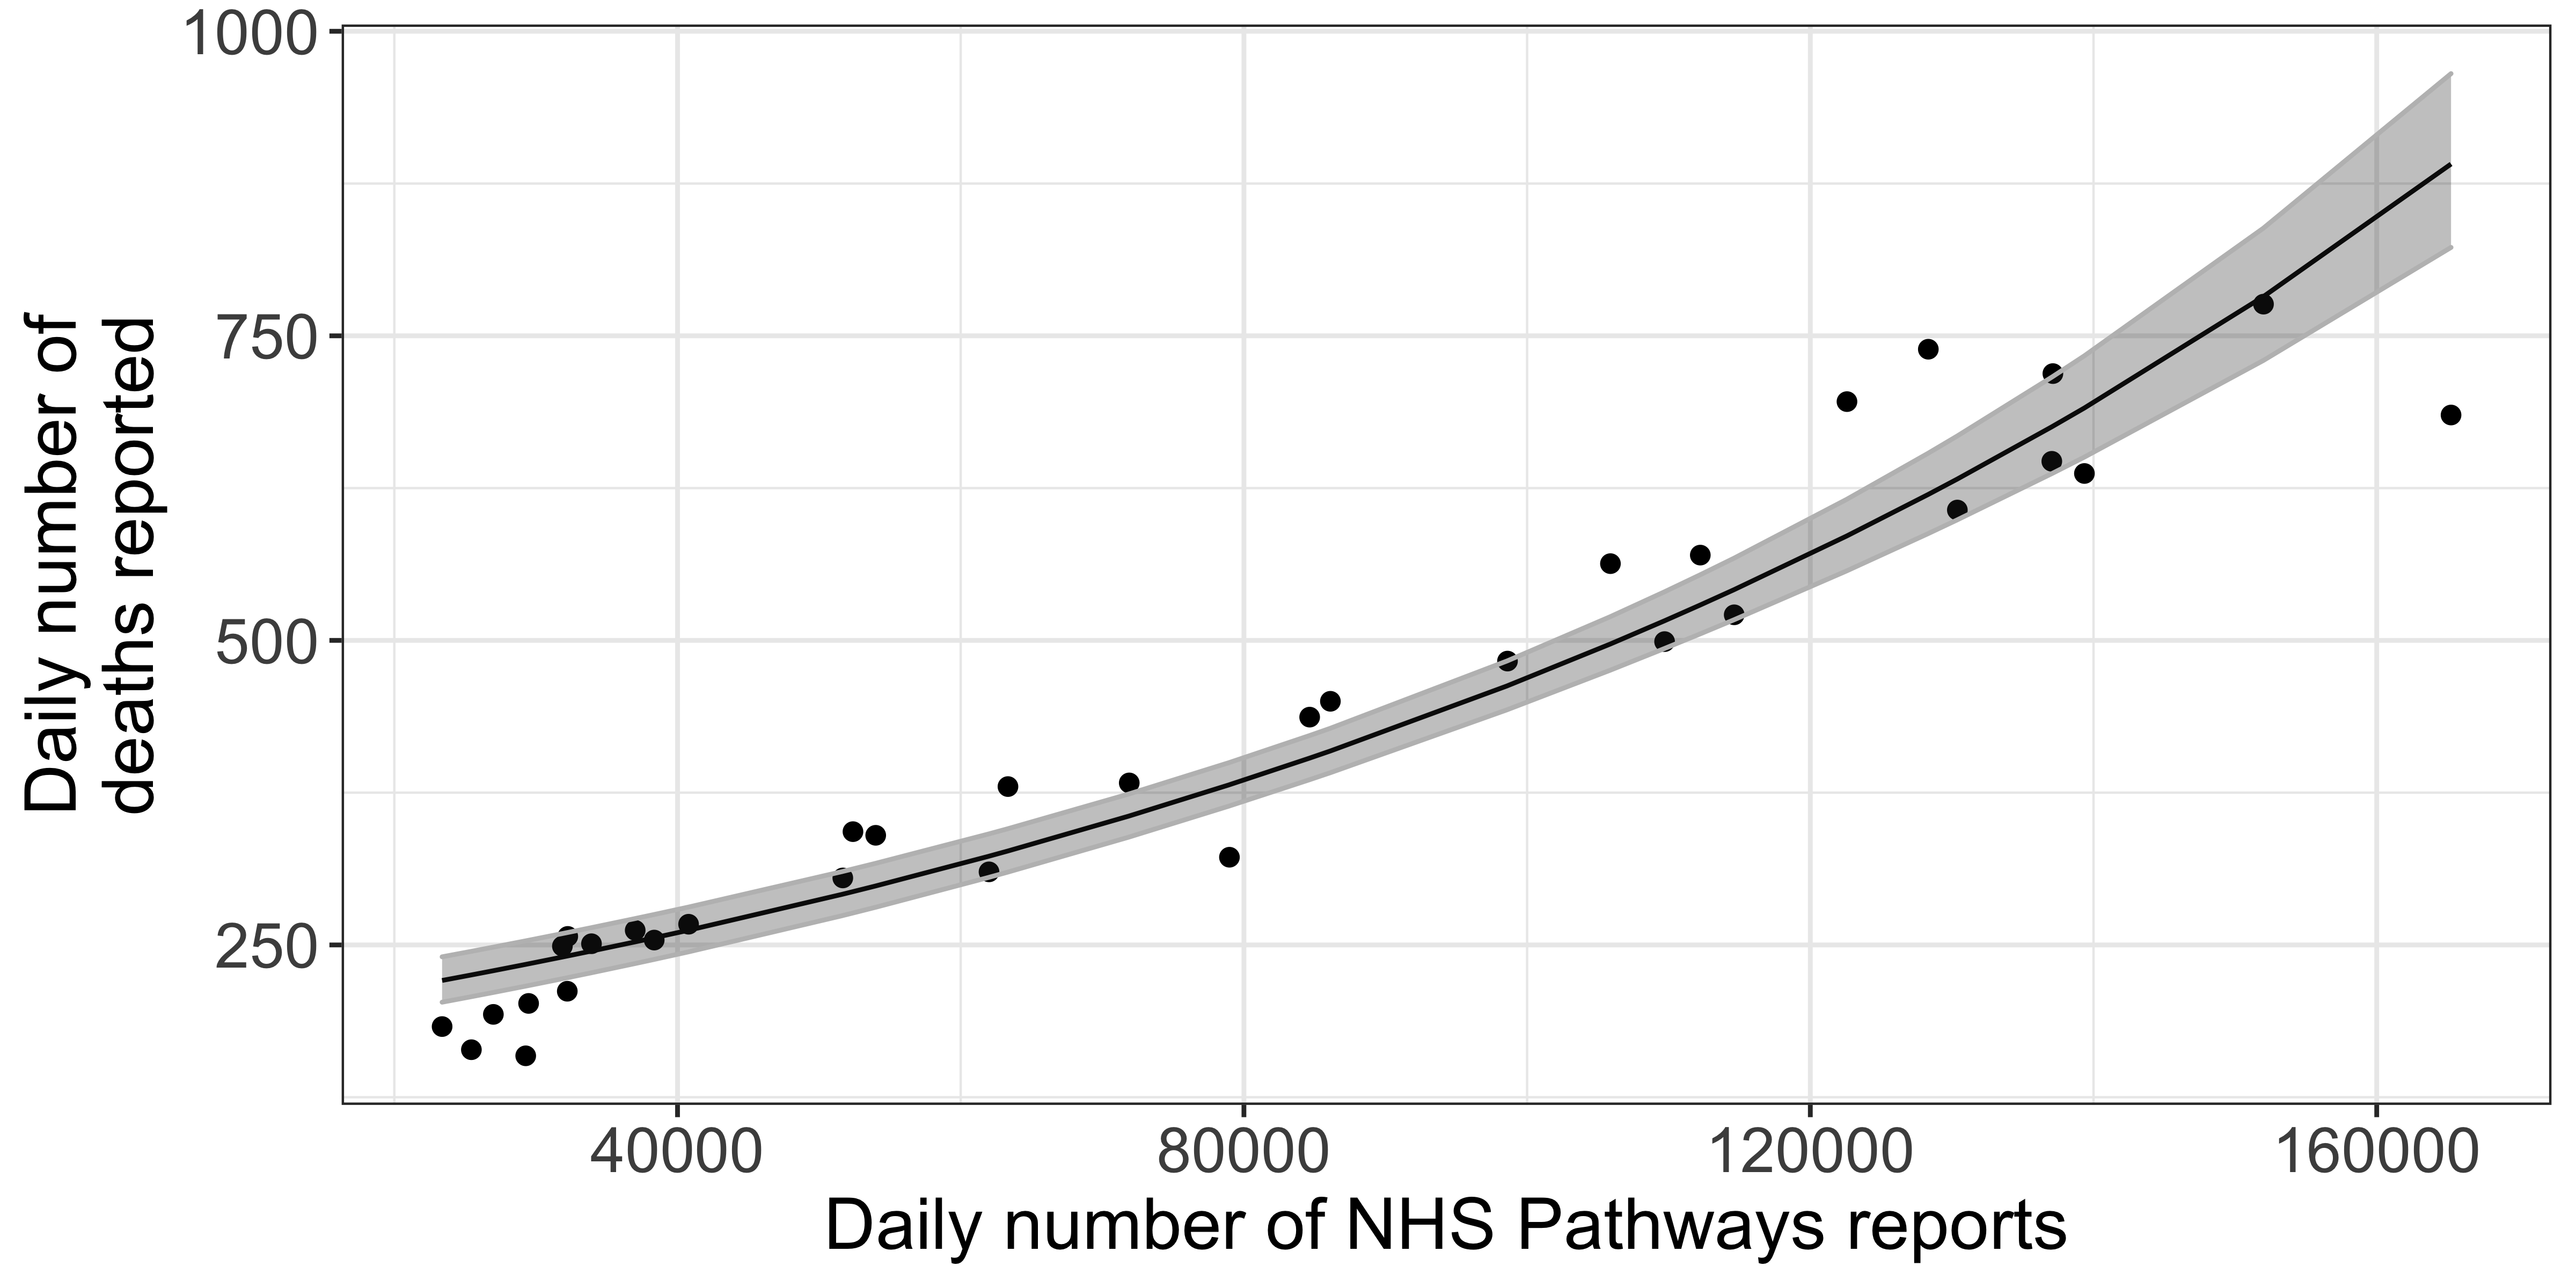 Daily number of
deaths reported
1000
750
500
250
40000 80000 120000 160000
Daily number of NHS Pathways reports